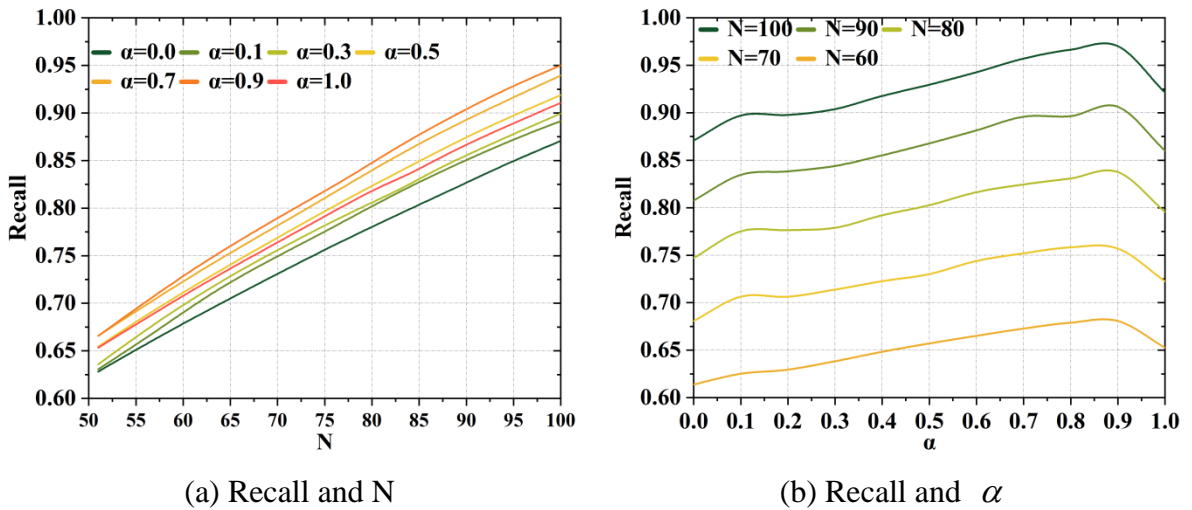 1.00
0.95
0.90
0.85
0.80
0.75
0.70
0.65
0.60
Recall
α=0.0 α=0.1 α=0.3 α=0.5
α=0.7 α=0.9 α=1.0
50 55 60 65 70 75 80 85 90 95 100
N
(a) Recall and N
1.00
0.95
0.90
0.85
0.80
0.75
0.70
0.65
0.60
Recall
N=100 N=90 N=80
N=70 N=60
0.0 0.1 0.2 0.3 0.4 0.5 0.6 0.7 0.8 0.9 1.0
α
(b) Recall and α